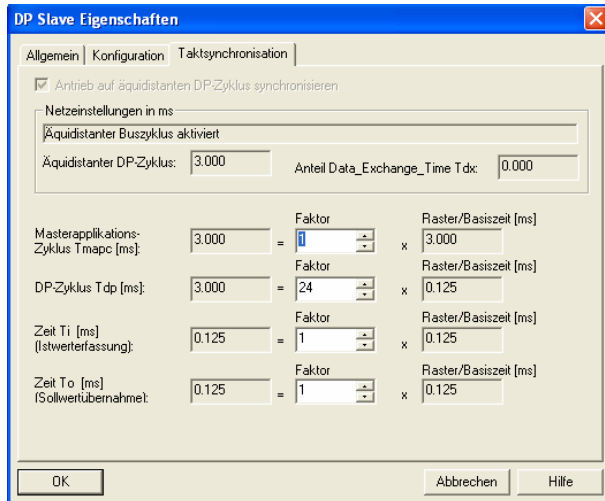 DP Slave Eigenschaften
Allgemein Konfiguration Taktsynchronisation
Antrieb auf äquidistanten DP-Zyklus synchronisieren
Netzeinstellungen in ms
Äquidistanter Buszyklus aktiviert
Äquidistanter DP-Zyklus: 3.000 Anteil Data_Exchange_Time Tdx: 0.000
Faktor Raster/Basiszeit [ms]
Masterapplikations-
Zyklus Tmapc [ms]: 3.000 = 1 x 3.000
Faktor Raster/Basiszeit [ms]
DP-Zyklus Tdp [ms]: 3.000 = 24 x 0.125
Faktor Raster/Basiszeit [ms]
Zeit Ti [ms]
(Istwerterfassung): 0.125 = 1 x 0.125
Faktor Raster/Basiszeit [ms]
Zeit To [ms]
(Sollwertübernahme): 0.125 = 1 x 0.125
OK Abbrechen Hilfe